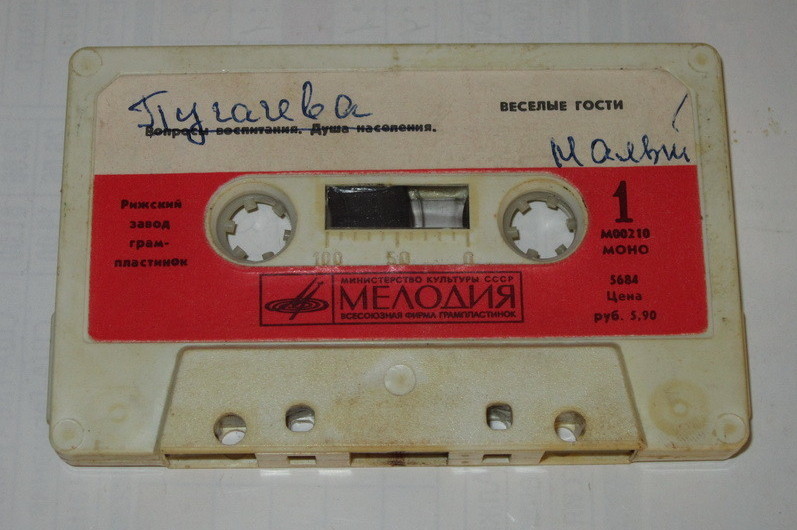 Пугачева
ВЕСЕЛЫЕ ГОСТИ
Вопросы воспитания. Душа населения.
Малыш
Рижский
завод
грам-
пластинок
1
М00210
МОНО
5684
Цена
руб. 5,90
100 50 0
МИНИСТЕРСТВО КУЛЬТУРЫ СССР
МЕЛОДИЯ
ВСЕСОЮЗНАЯ ФИРМА ГРАМПЛАСТИНОК